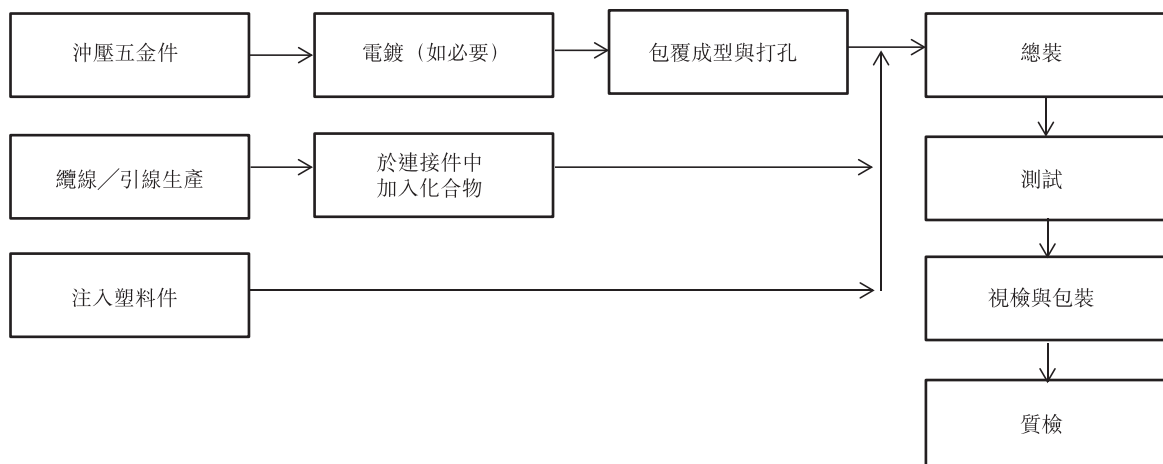 沖壓五金件
電鍍（如必要）
包覆成型與打孔
總裝
纜線／引線生產
於連接件中
加入化合物
測試
注入塑料件
視檢與包裝
質檢